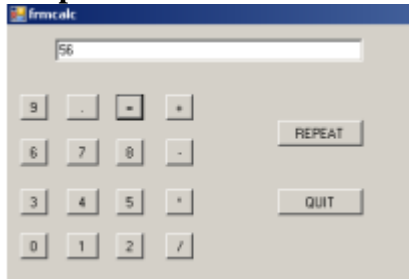 frmcalc
56
9 . = +
REPEAT
6 7 8 -
3 4 5 *
QUIT
0 1 2 /